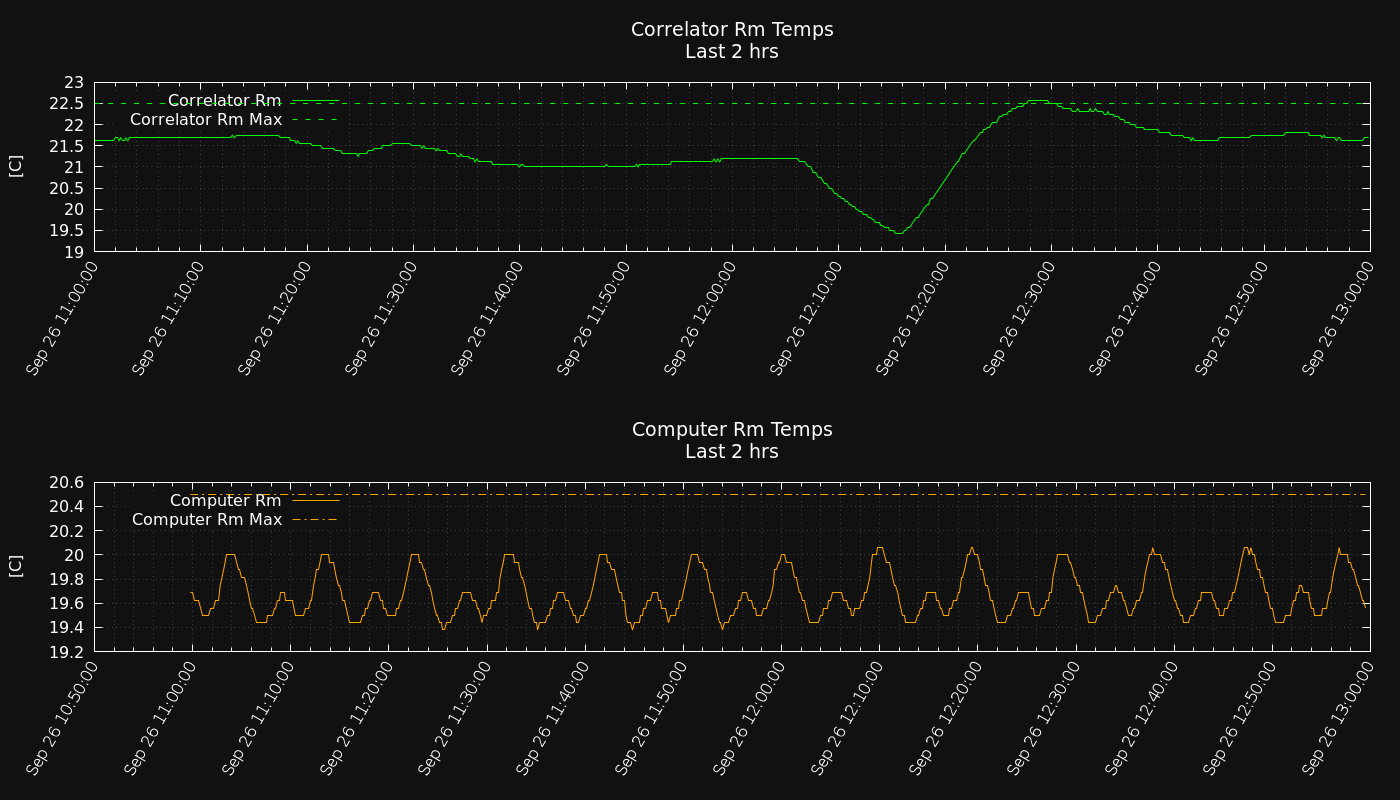 Correlator Rm Temps
Last 2 hrs
[C]
23
22.5
22
21.5
21
20.5
20
19.5
19
Correlator Rm
Correlator Rm Max
Sep 26 11:00:00
Sep 26 11:10:00
Sep 26 11:20:00
Sep 26 11:30:00
Sep 26 11:40:00
Sep 26 11:50:00
Sep 26 12:00:00
Sep 26 12:10:00
Sep 26 12:20:00
Sep 26 12:30:00
Sep 26 12:40:00
Sep 26 12:50:00
Sep 26 13:00:00
Computer Rm Temps
Last 2 hrs
[C]
20.6
20.4
20.2
20
19.8
19.6
19.4
19.2
Computer Rm
Computer Rm Max
Sep 26 10:50:00
Sep 26 11:00:00
Sep 26 11:10:00
Sep 26 11:20:00
Sep 26 11:30:00
Sep 26 11:40:00
Sep 26 11:50:00
Sep 26 12:00:00
Sep 26 12:10:00
Sep 26 12:20:00
Sep 26 12:30:00
Sep 26 12:40:00
Sep 26 12:50:00
Sep 26 13:00:00